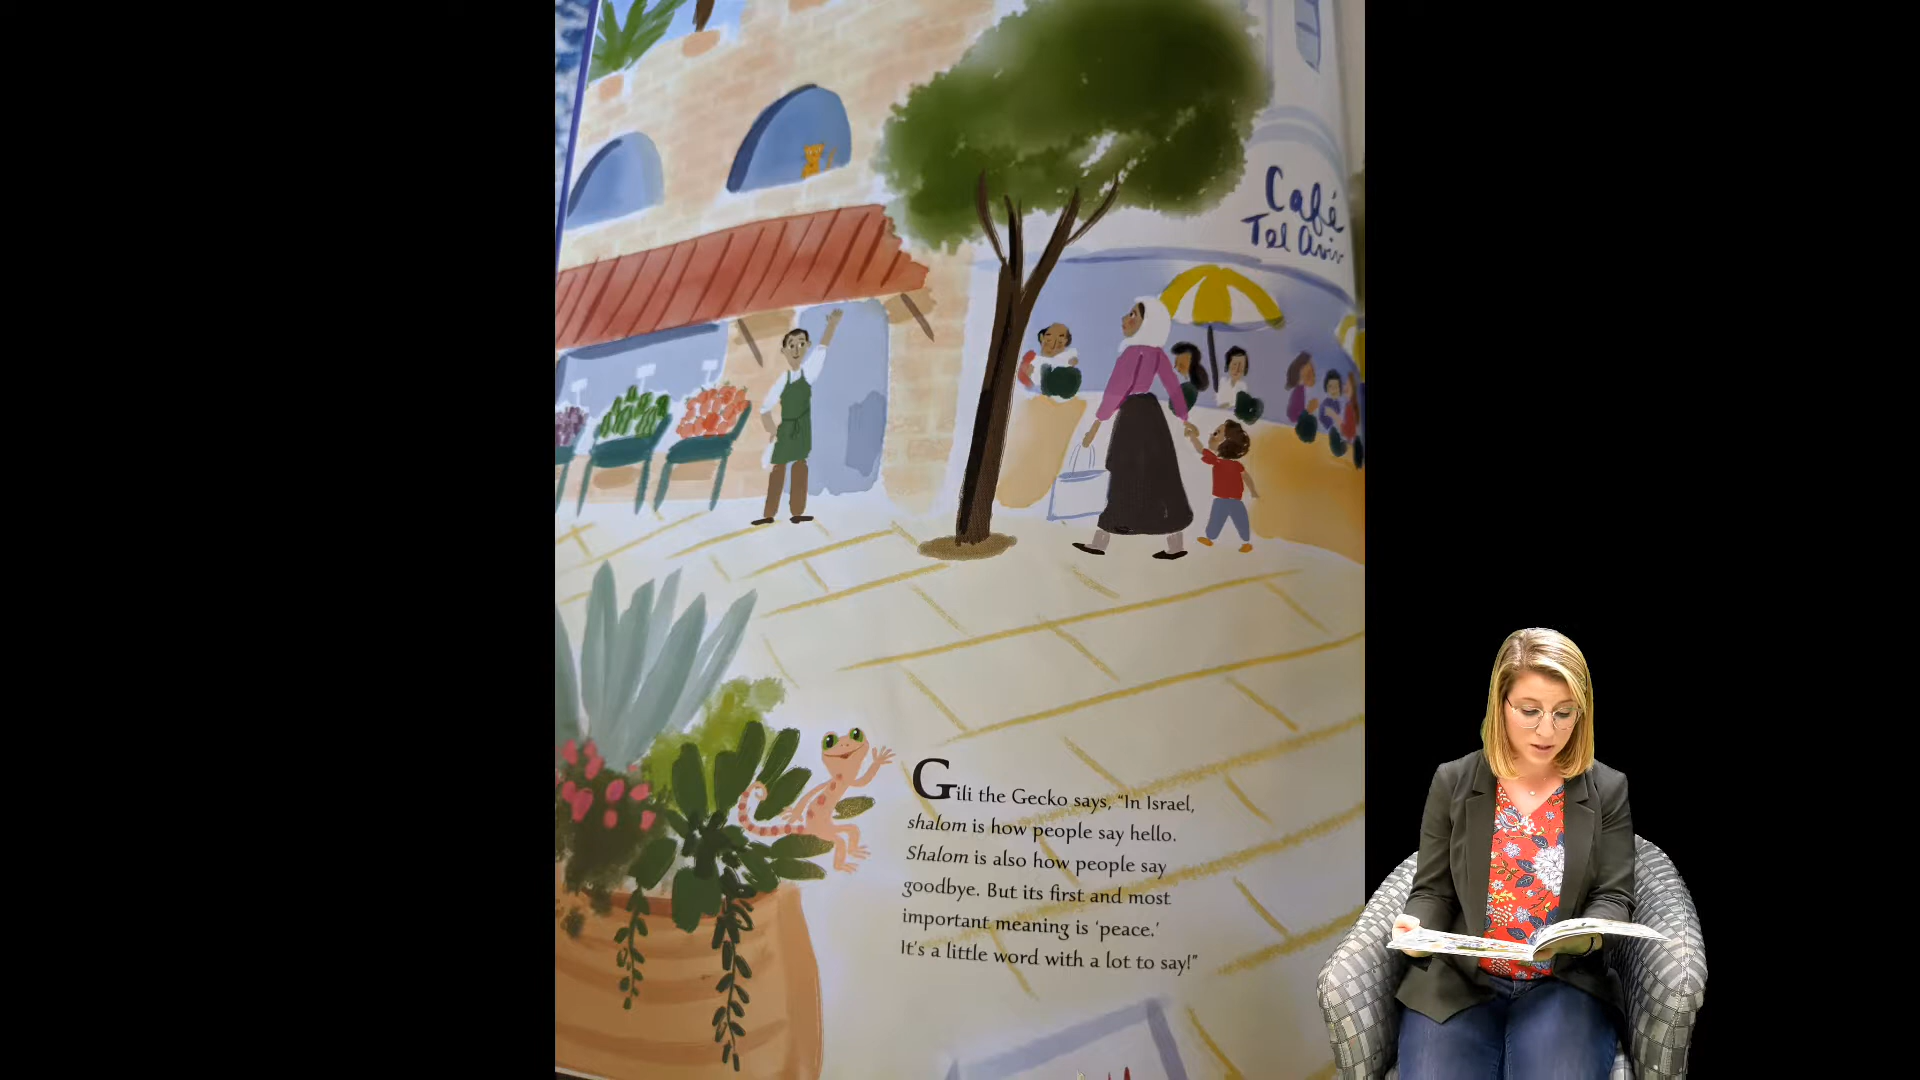 Café
Tel Aviv
Gili the Gecko says, “In Israel,
shalom is how people say hello.
Shalom is also how people say
goodbye. But its first and most
important meaning is ‘peace.’
It’s a little word with a lot to say!”